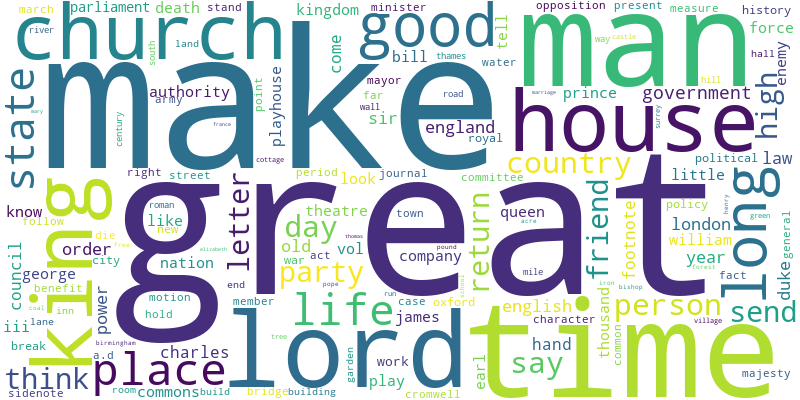 march parliament death stand kingdom minister opposition present measure history
river church good man
south land come tell way castle force
make bill water hall enemy
state authority army point playhouse mayor far sir wall road thames england royal
house prince government high hill
century france cottage marriage surrey
mary right street period journal committee country political law
king great look little long
know roman like letter theatre day return friend queen town london policy henry
follow die new old vol footnote william green general
order city nation war act thomas company year duke
council george free elizabeth party pound acre mile fact forest
benefit power motion end hold member life case oxford english person iron bishop send
iii inn lane james run pope character thousand common village
coal birmingham a.d charles lord time
break think place tree garden work hand say
sidenote room commons build bridge building play cromwell earl majesty